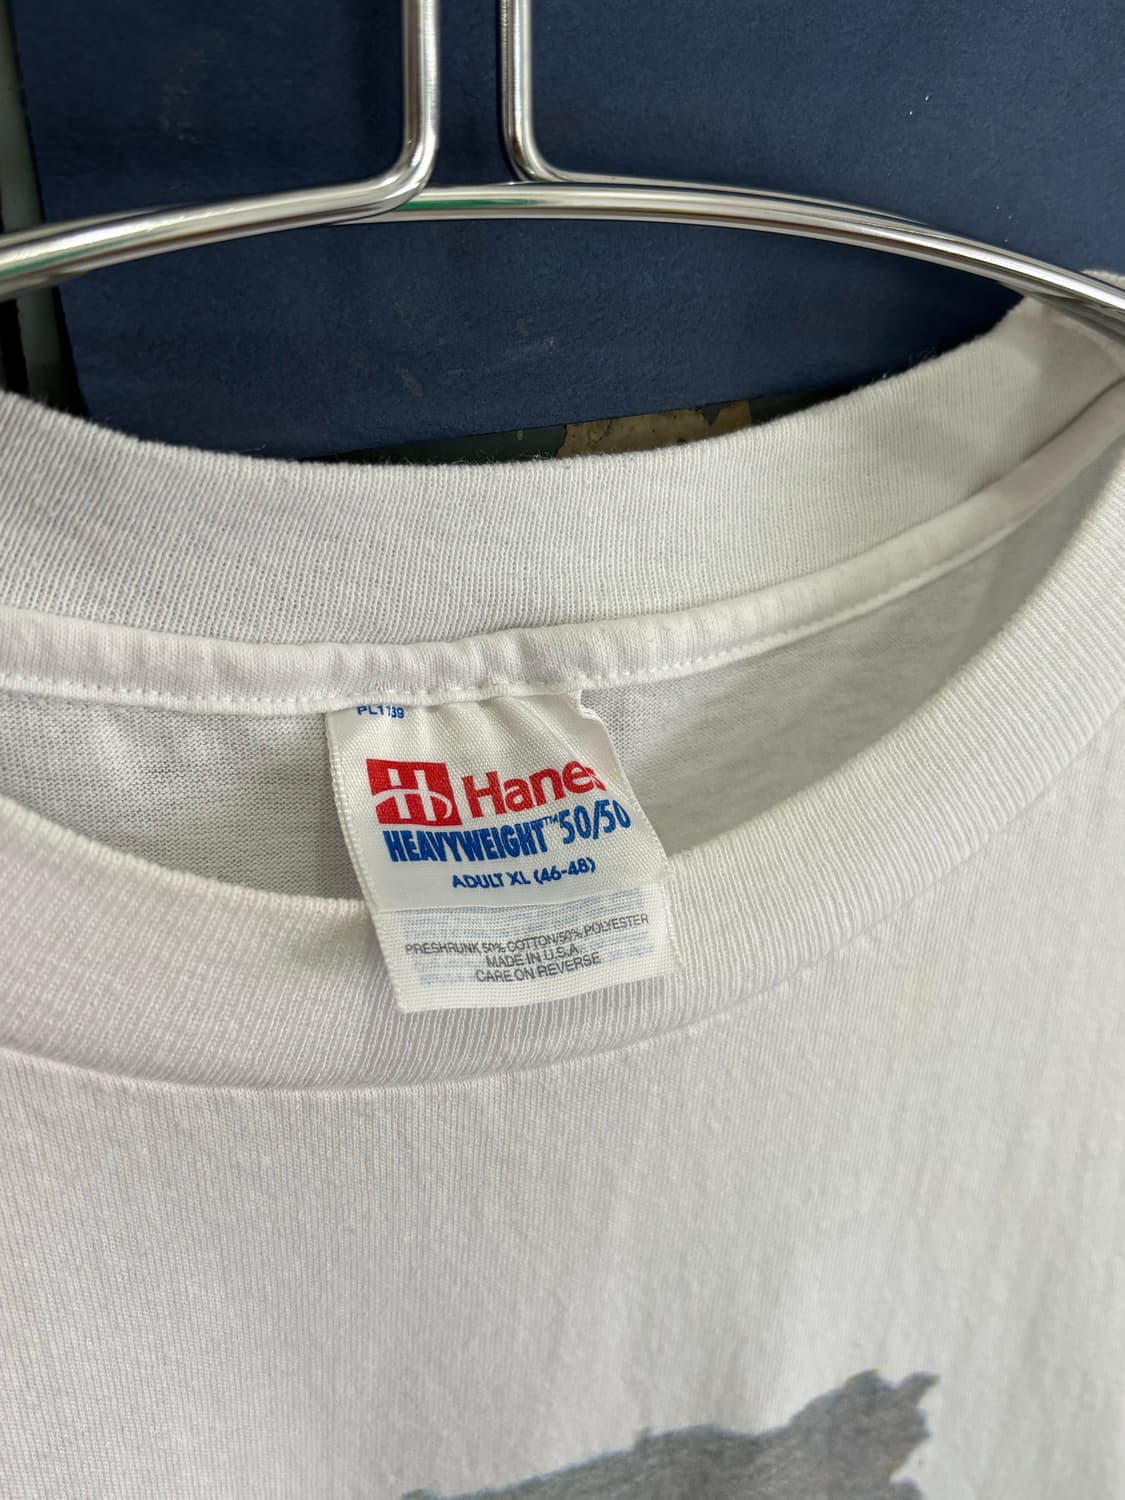 PL1139
Hanes
HEAVYWEIGHT™ 50/50
ADULT XL (46-48)
PRESHRUNK 50% COTTON/50% POLYESTER
MADE IN U.S.A.
CARE ON REVERSE